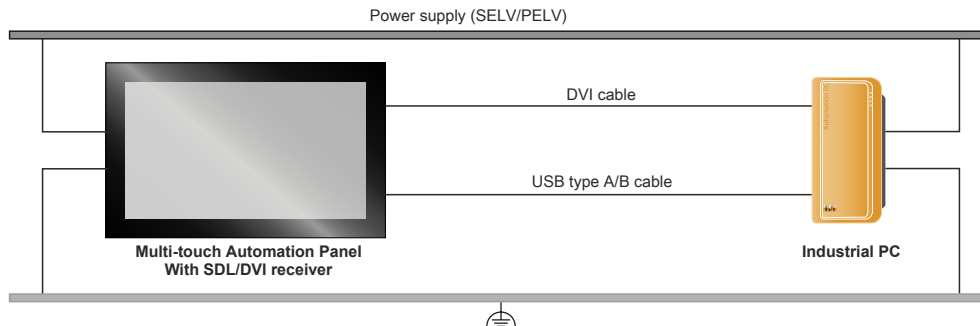 Power supply (SELV/PELV)
DVI cable
USB type A/B cable
Multi-touch Automation Panel
With SDL/DVI receiver
Industrial PC